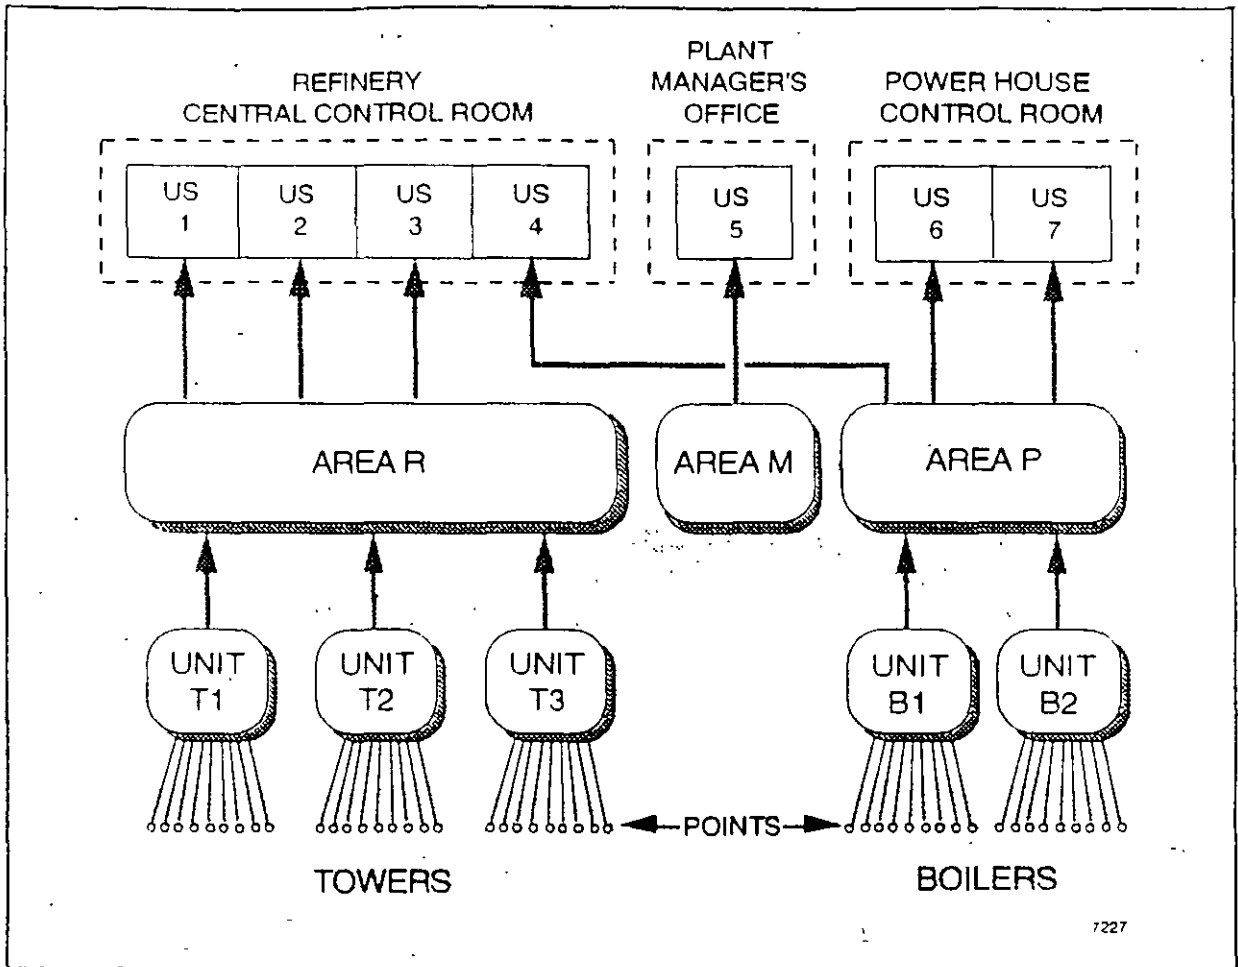 REFINERY
CENTRAL CONTROL ROOM
PLANT
MANAGER'S
OFFICE
POWER HOUSE
CONTROL ROOM
US
1
US
2
US
3
US
4
US
5
US
6
US
7
AREA R
AREA M
AREA P
UNIT
T1
UNIT
T2
UNIT
T3
UNIT
B1
UNIT
B2
POINTS
TOWERS
BOILERS
7227